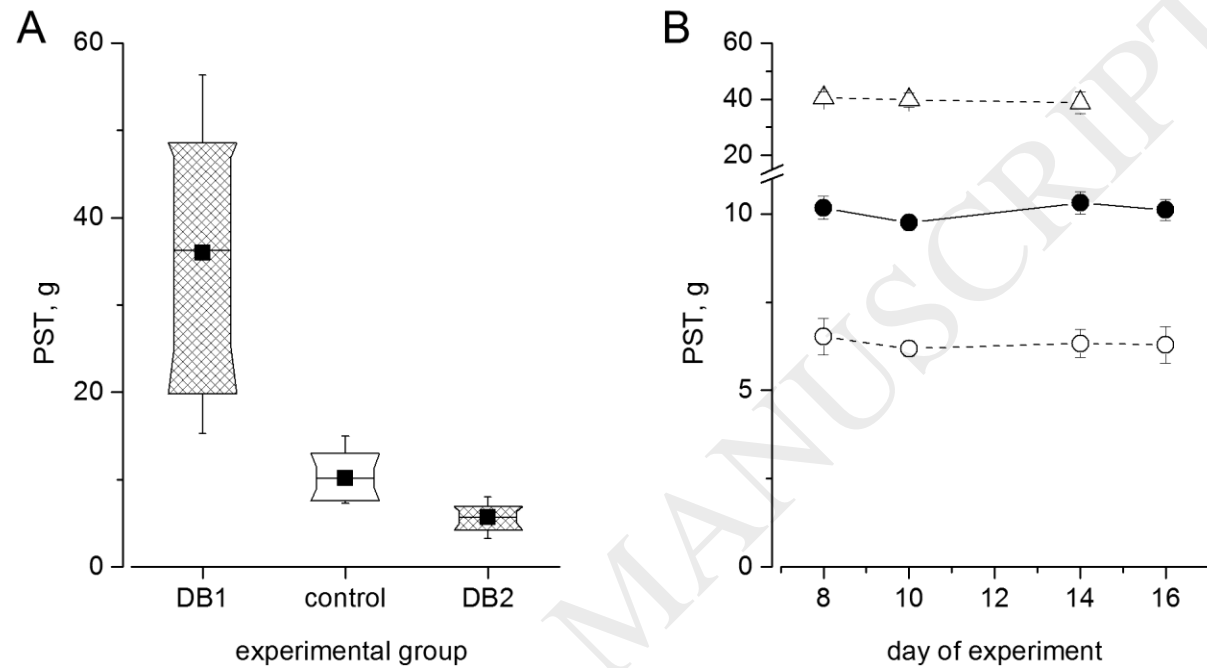 A
60
40
20
0
PST, g
DB1 control DB2
experimental group
B
60
40
20
10
5
0
PST, g
8 10 12 14 16
day of experiment
MANUSCRIPT